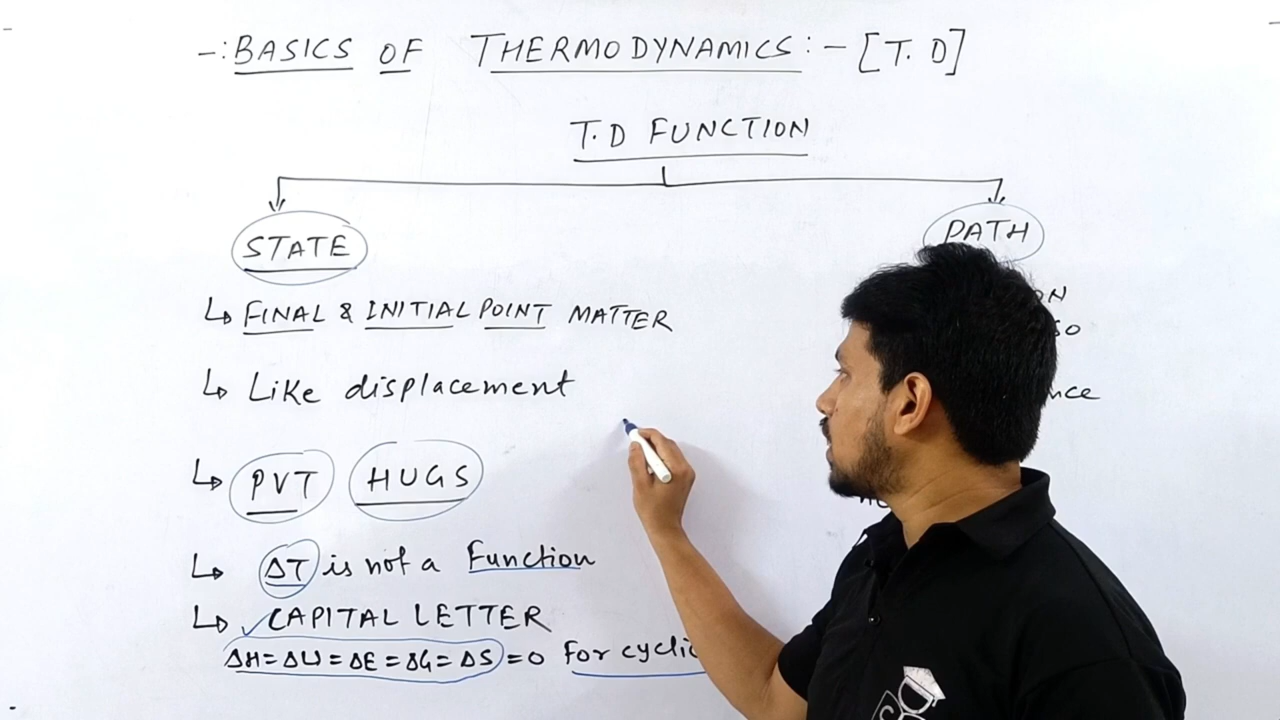 -: BASICS OF THERMODYNAMICS :- [T. D]
T.D FUNCTION
STATE
PATH
↳ FINAL & INITIAL POINT MATTER
↳ Like displacement
↳ PVT HUGS
↳ ΔT is not a Function
↳ ✓CAPITAL LETTER
ΔH = ΔU = ΔE = ΔG = ΔS = 0 For cyclic